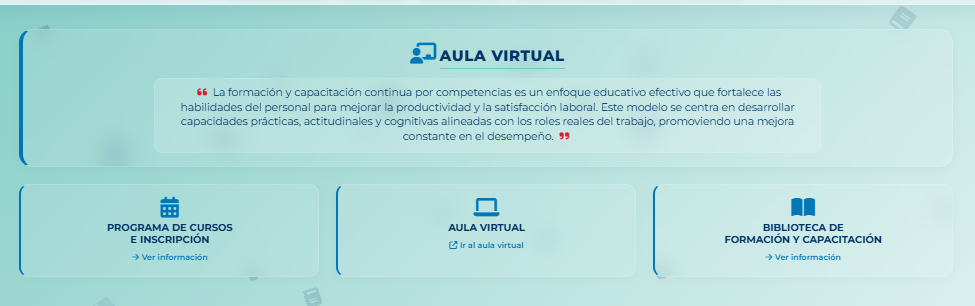 AULA VIRTUAL
La formación y capacitación continua por competencias es un enfoque educativo efectivo que fortalece las
habilidades del personal para mejorar la productividad y la satisfacción laboral. Este modelo se centra en desarrollar
capacidades prácticas, actitudinales y cognitivas alineadas con los roles reales del trabajo, promoviendo una mejora
constante en el desempeño.
PROGRAMA DE CURSOS
E INSCRIPCIÓN
Ver información
AULA VIRTUAL
Ir al aula virtual
BIBLIOTECA DE
FORMACIÓN Y CAPACITACIÓN
Ver información